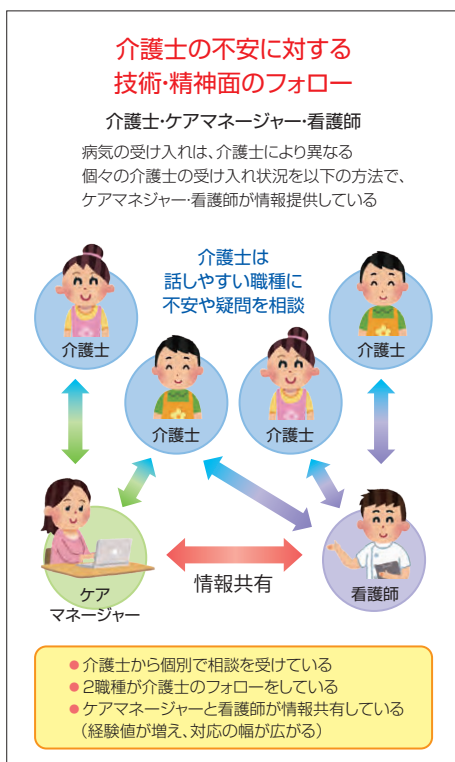 介護士の不安に対する
技術・精神面のフォロー
介護士・ケアマネージャー・看護師
病気の受け入れは、介護士により異なる
個々の介護士の受け入れ状況を以下の方法で、
ケアマネジャー・看護師が情報提供している
介護士は
話しやすい職種に
不安や疑問を相談
介護士
介護士
介護士
介護士
ケア
マネージャー
情報共有
看護師
●介護士から個別で相談を受けている
●2職種が介護士のフォローをしている
●ケアマネージャーと看護師が情報共有している
（経験値が増え、対応の幅が広がる）